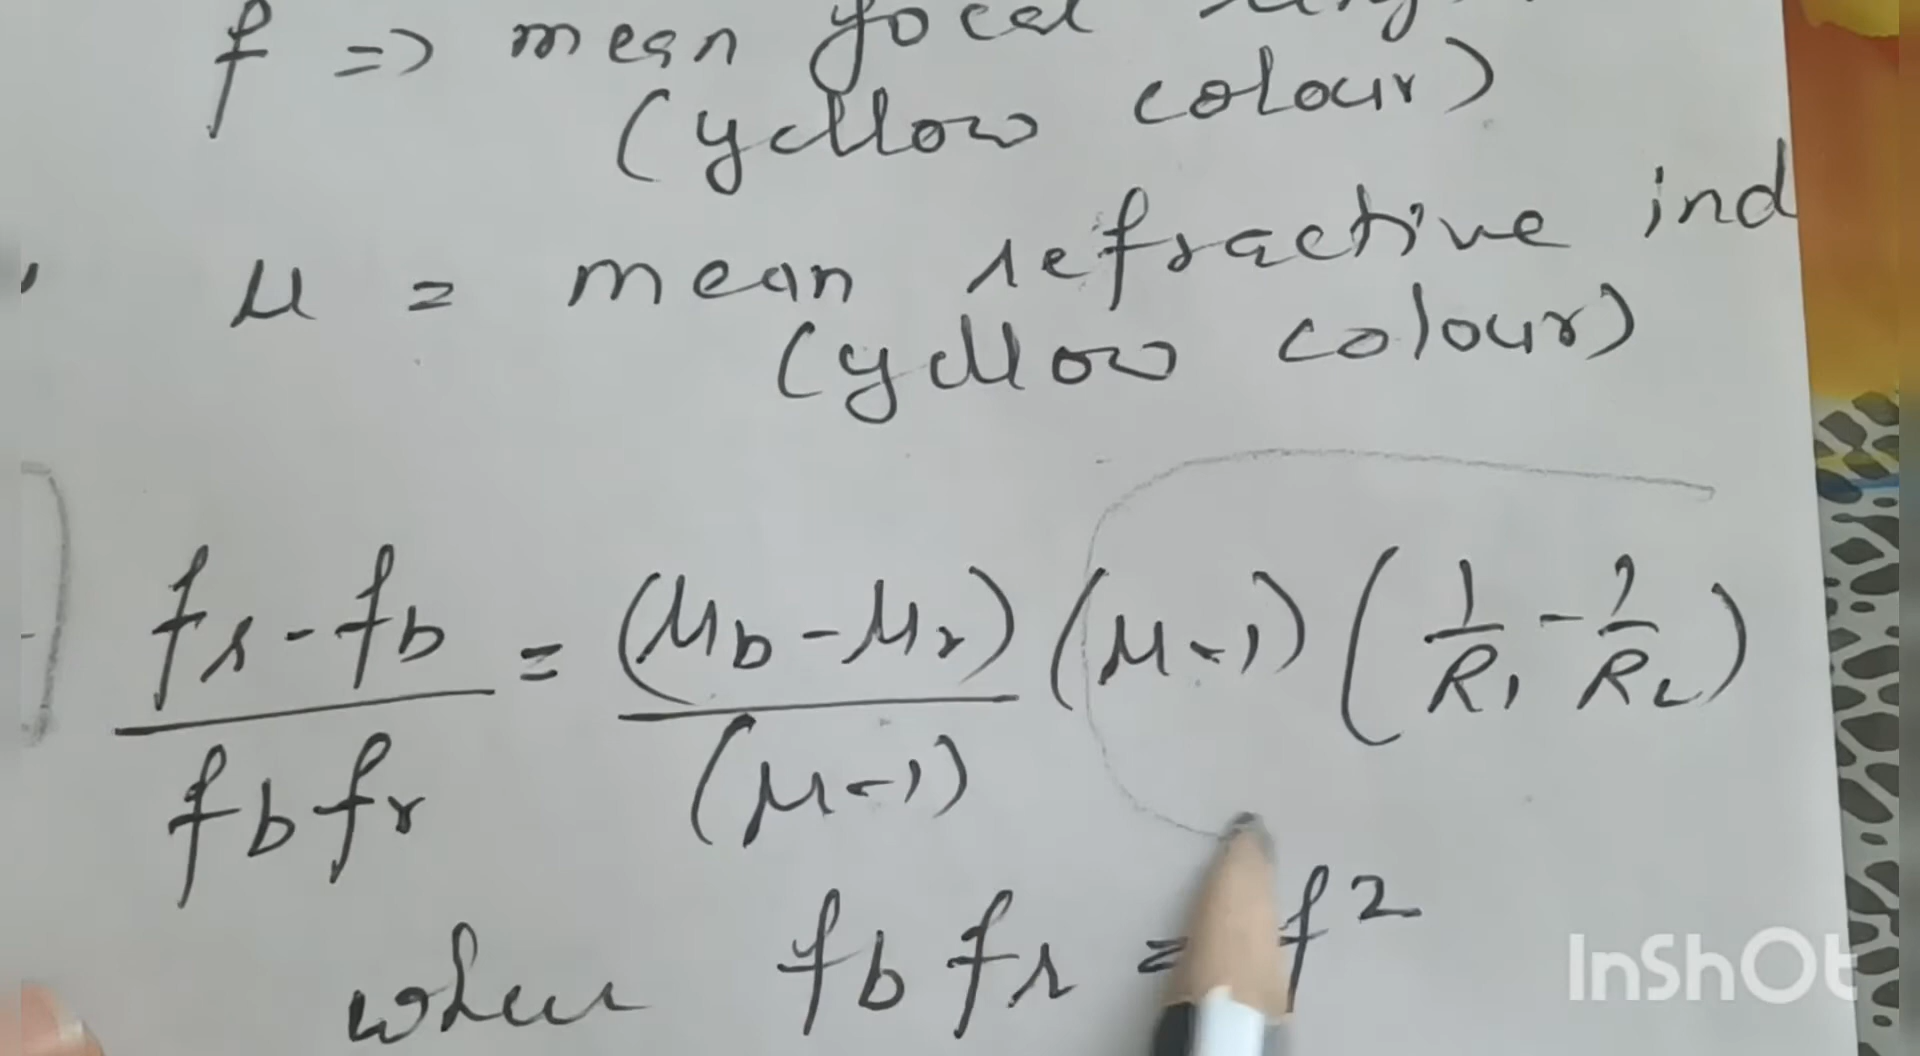 f => mean focal
(yellow colour)
μ = mean refractive ind
(yellow colour)
(fr - fb)/(fb fr) = (μb - μr)/(μ-1) (μ-1) (1/R1 - 1/R2)
when fb fr = f²
InShot